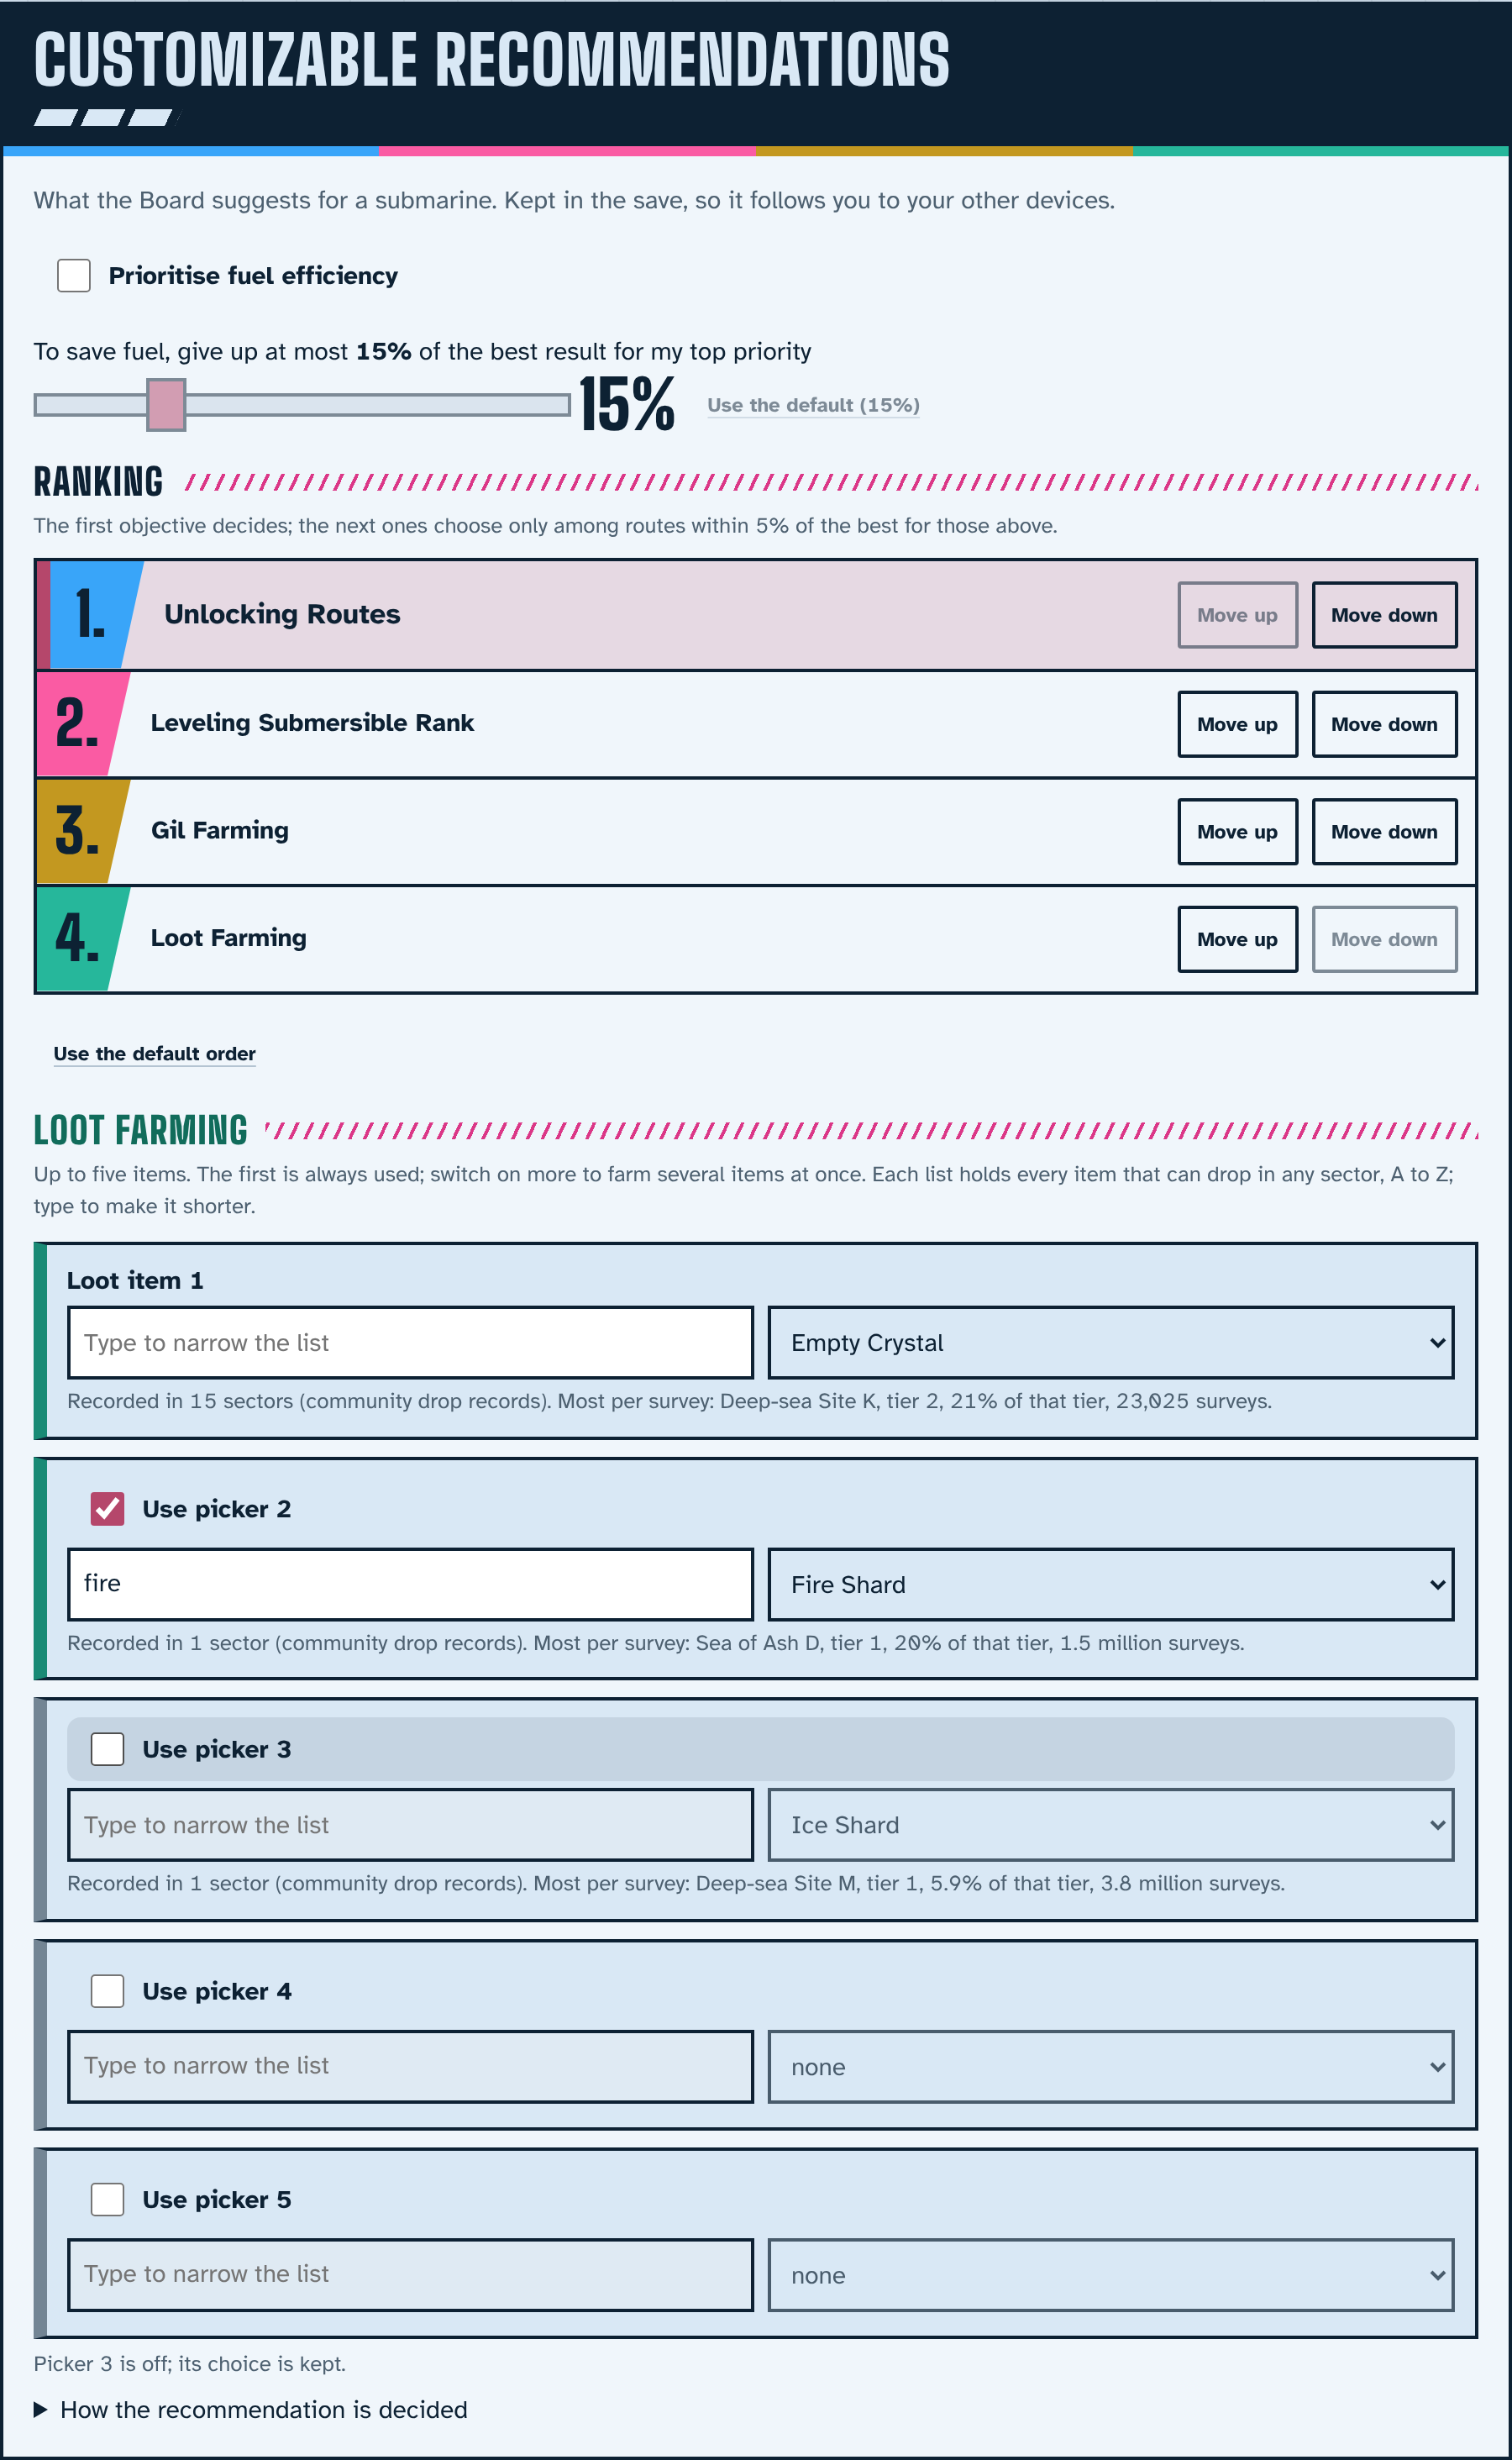 CUSTOMIZABLE RECOMMENDATIONS
What the Board suggests for a submarine. Kept in the save, so it follows you to your other devices.
Prioritise fuel efficiency
To save fuel, give up at most 15% of the best result for my top priority
15%
Use the default (15%)
RANKING
The first objective decides; the next ones choose only among routes within 5% of the best for those above.
1. Unlocking Routes Move up Move down
2. Leveling Submersible Rank Move up Move down
3. Gil Farming Move up Move down
4. Loot Farming Move up Move down
Use the default order
LOOT FARMING
Up to five items. The first is always used; switch on more to farm several items at once. Each list holds every item that can drop in any sector, A to Z;
type to make it shorter.
Loot item 1
Type to narrow the list Empty Crystal
Recorded in 15 sectors (community drop records). Most per survey: Deep-sea Site K, tier 2, 21% of that tier, 23,025 surveys.
Use picker 2
fire Fire Shard
Recorded in 1 sector (community drop records). Most per survey: Sea of Ash D, tier 1, 20% of that tier, 1.5 million surveys.
Use picker 3
Type to narrow the list Ice Shard
Recorded in 1 sector (community drop records). Most per survey: Deep-sea Site M, tier 1, 5.9% of that tier, 3.8 million surveys.
Use picker 4
Type to narrow the list none
Use picker 5
Type to narrow the list none
Picker 3 is off; its choice is kept.
How the recommendation is decided